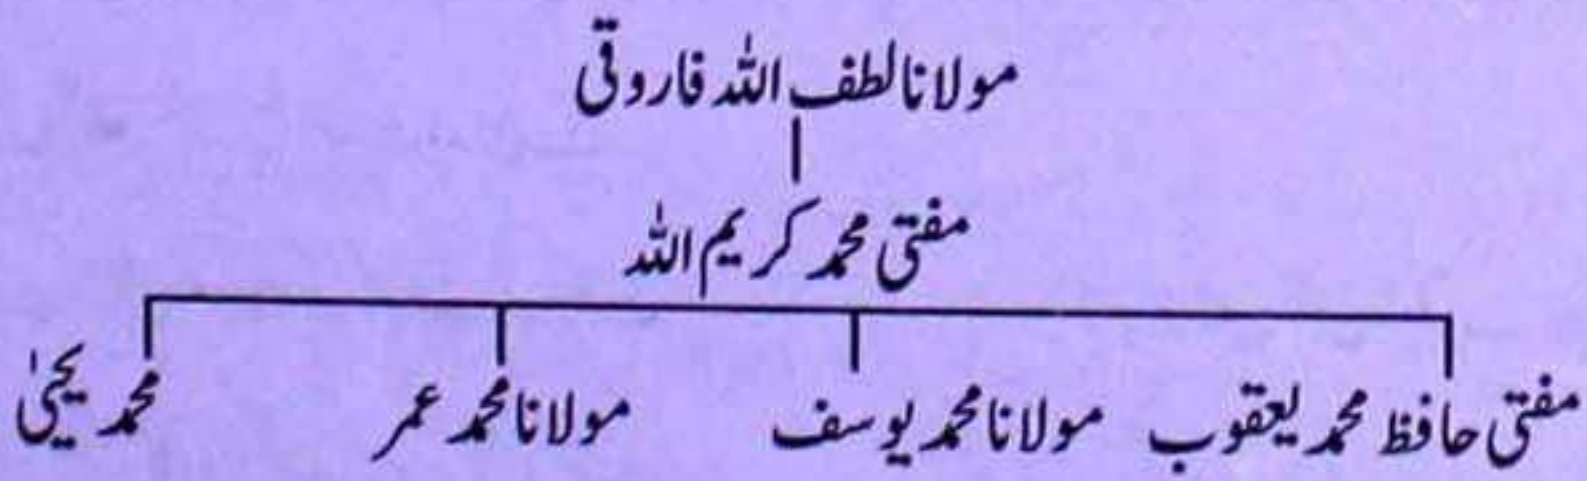 مولانا لطف اللہ فاروقی
مفتی محمد کریم اللہ
مفتی حافظ محمد یعقوب مولانا محمد یوسف مولانا محمد عمر محمد یحییٰ